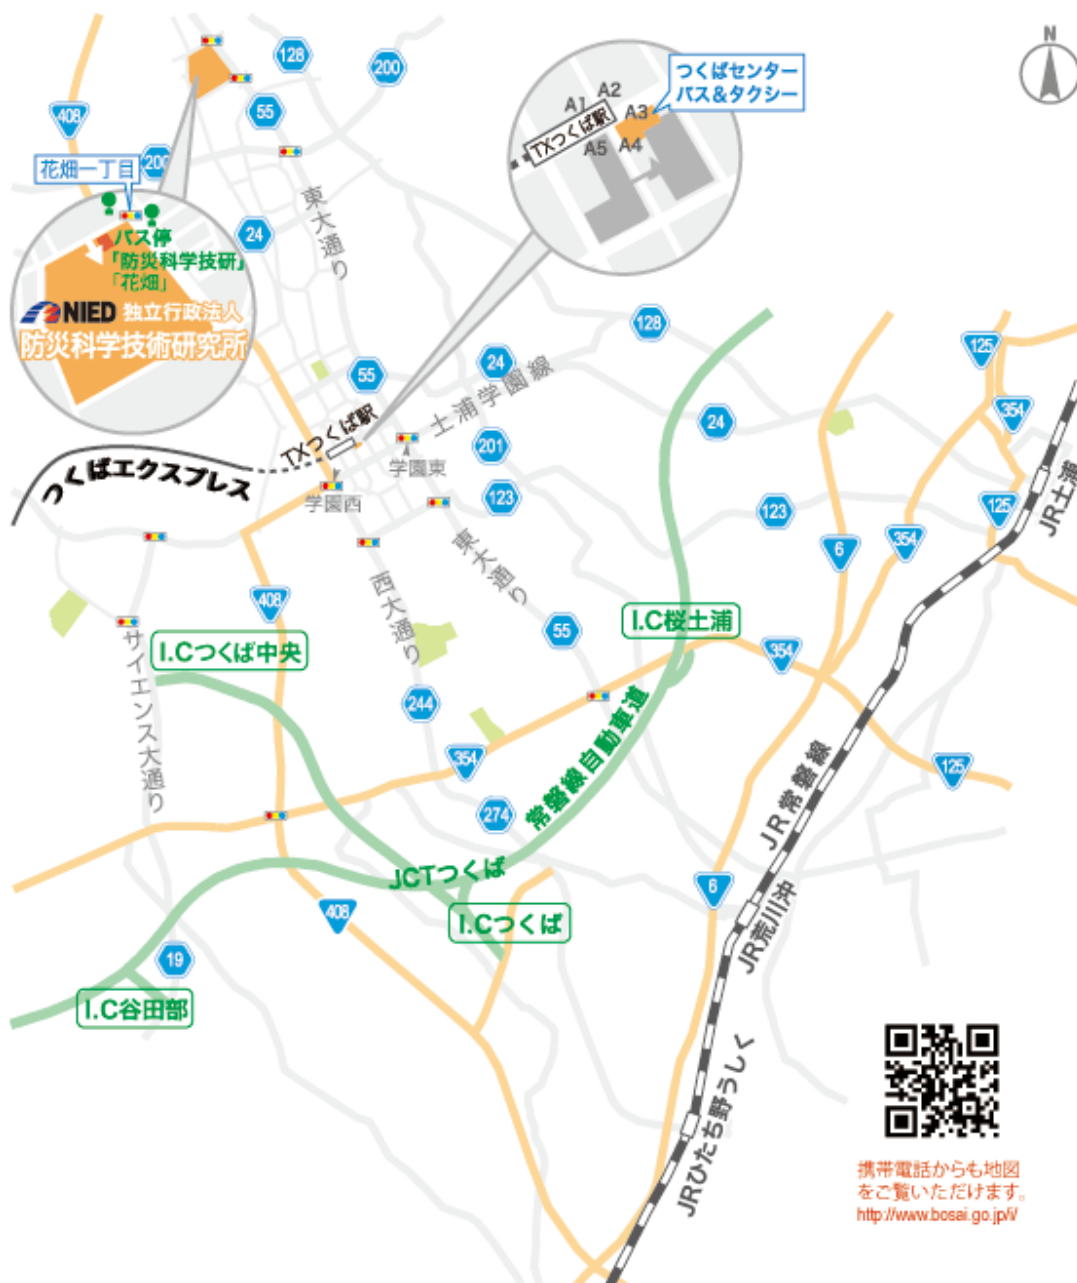 N
128
200
つくばセンター
バス&タクシー
A1
A2
A3
A4
A5
TXつくば駅
408
55
花畑一丁目
200
東大通り
24
バス停
「防災科学技研」
「花畑」
NIED 独立行政法人
防災科学技術研究所
128
125
55
24
土浦学園線
354
24
TXつくば駅
201
学園東
つくばエクスプレス
学園西
123
123
125
JR土浦
東大通り
6
354
西大通り
408
I.C桜土浦
55
I.Cつくば中央
サイエンス大通り
354
244
常磐線自動車道
354
JR常磐線
125
274
JCTつくば
6
408
I.Cつくば
JR荒川沖
19
I.C谷田部
JRひたち野うしく
携帯電話からも地図
をご覧いただけます。
http://www.bosai.go.jp/i/